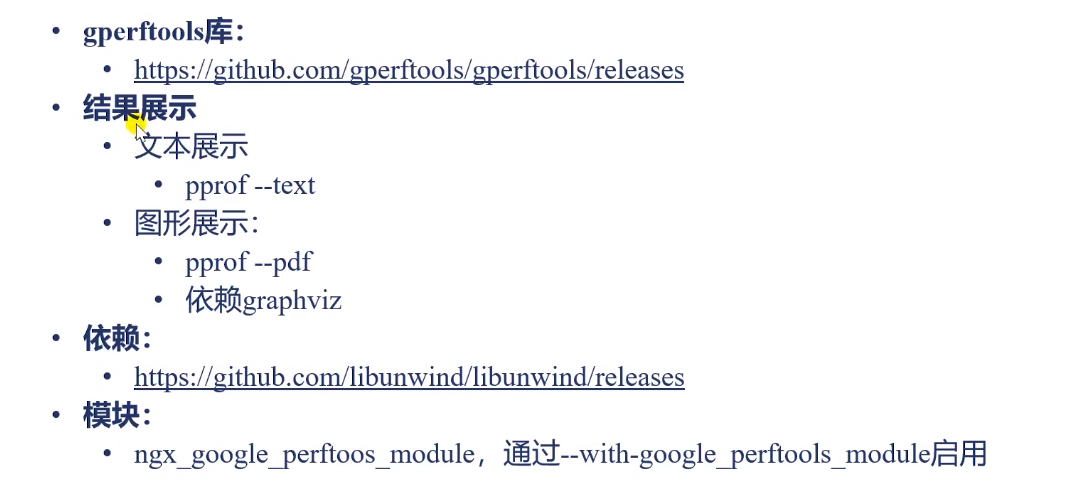 gperftools库：
https://github.com/gperftools/gperftools/releases
结果展示
文本展示
pprof --text
图形展示：
pprof --pdf
依赖graphviz
依赖：
https://github.com/libunwind/libunwind/releases
模块：
ngx_google_perftoos_module，通过--with-google_perftools_module启用